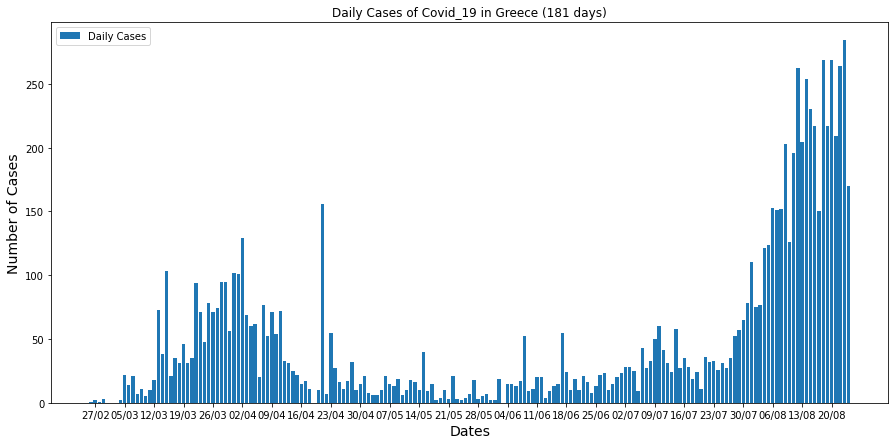 Daily Cases of Covid_19 in Greece (181 days)
Daily Cases
Number of Cases
250
200
150
100
50
0
27/02 05/03 12/03 19/03 26/03 02/04 09/04 16/04 23/04 30/04 07/05 14/05 21/05 28/05 04/06 11/06 18/06 25/06 02/07 09/07 16/07 23/07 30/07 06/08 13/08 20/08
Dates